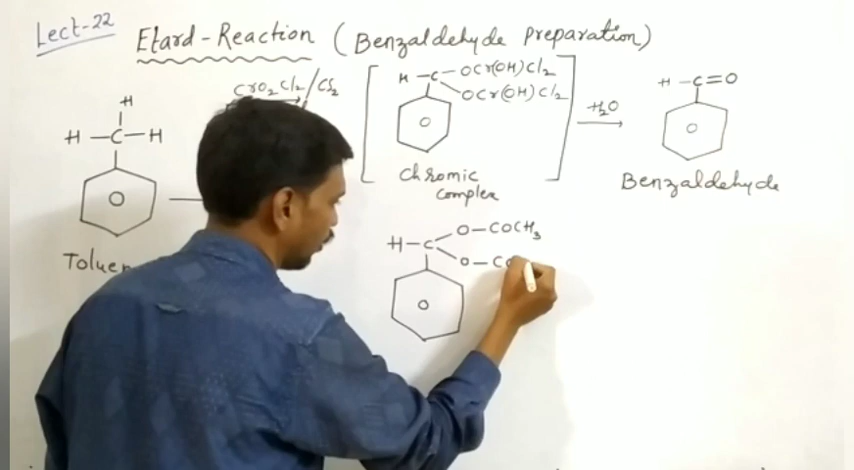 Lect-22
Etard-Reaction (Benzaldehyde Preparation)
CrO2Cl2/CS2
H
H-C-H
Toluen
H-C-OCr(OH)Cl2
OCr(OH)Cl2
Chromic
complex
H2O
H-C=O
Benzaldehyde
H-C
O-COCH3
O-CO